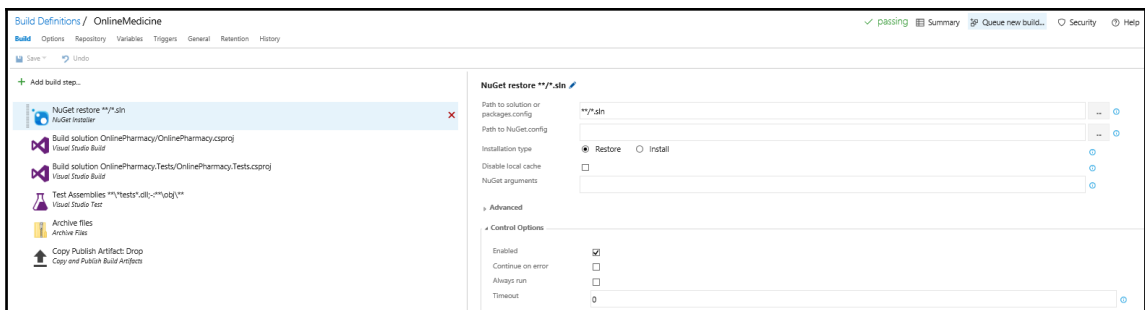 Build Definitions / OnlineMedicine
passing Summary Queue new build... Security Help
Build Options Repository Variables Triggers General Retention History
Save Undo
Add build step...
NuGet restore **/*.sln
NuGet Installer
Build solution OnlinePharmacy/OnlinePharmacy.csproj
Visual Studio Build
Build solution OnlinePharmacy.Tests/OnlinePharmacy.Tests.csproj
Visual Studio Build
Test Assemblies **\*tests*.dll;-:**\obj\**
Visual Studio Test
Archive files
Archive Files
Copy Publish Artifact: Drop
Copy and Publish Build Artifacts
NuGet restore **/*.sln
Path to solution or
packages.config
**/*.sln
...
Path to NuGet.config
...
Installation type Restore Install
Disable local cache
NuGet arguments
Advanced
Control Options
Enabled
Continue on error
Always run
Timeout 0